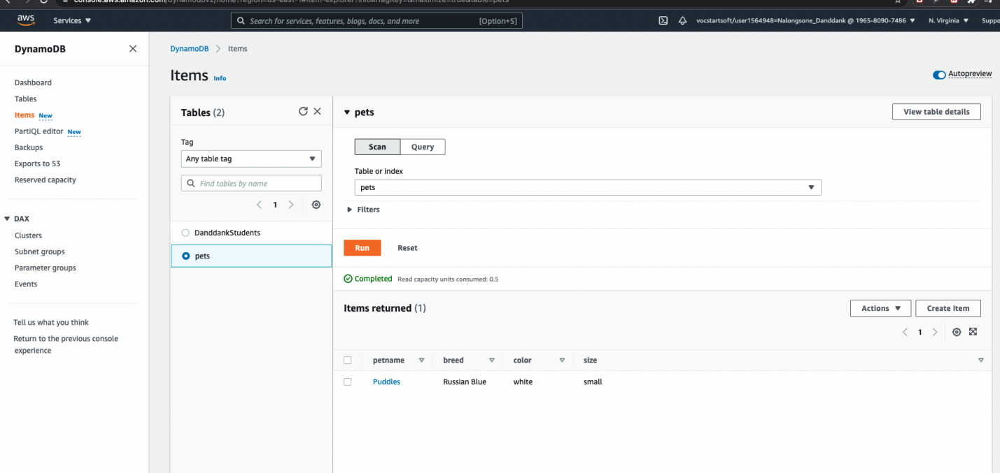 console.aws.amazon.com/dynamodbv2/home?region=us-east-1#item-explorer?initialTagKey=&maximize=true&table=pets
aws
Services
Search for services, features, blogs, docs, and more
[Option+S]
vocstartsoft/user1564948=Nalongsone_Danddank @ 1965-8090-7486
N. Virginia
Suppo
DynamoDB
Dashboard
Tables
Items New
PartiQL editor New
Backups
Exports to S3
Reserved capacity
DAX
Clusters
Subnet groups
Parameter groups
Events
Tell us what you think
Return to the previous console
experience
DynamoDB
Items
Items Info
Autopreview
Tables (2)
Tag
Any table tag
Find tables by name
1
DanddankStudents
pets
pets
View table details
Scan
Query
Table or index
pets
Filters
Run
Reset
Completed Read capacity units consumed: 0.5
Items returned (1)
Actions
Create item
1
petname breed color size
Puddles Russian Blue white small